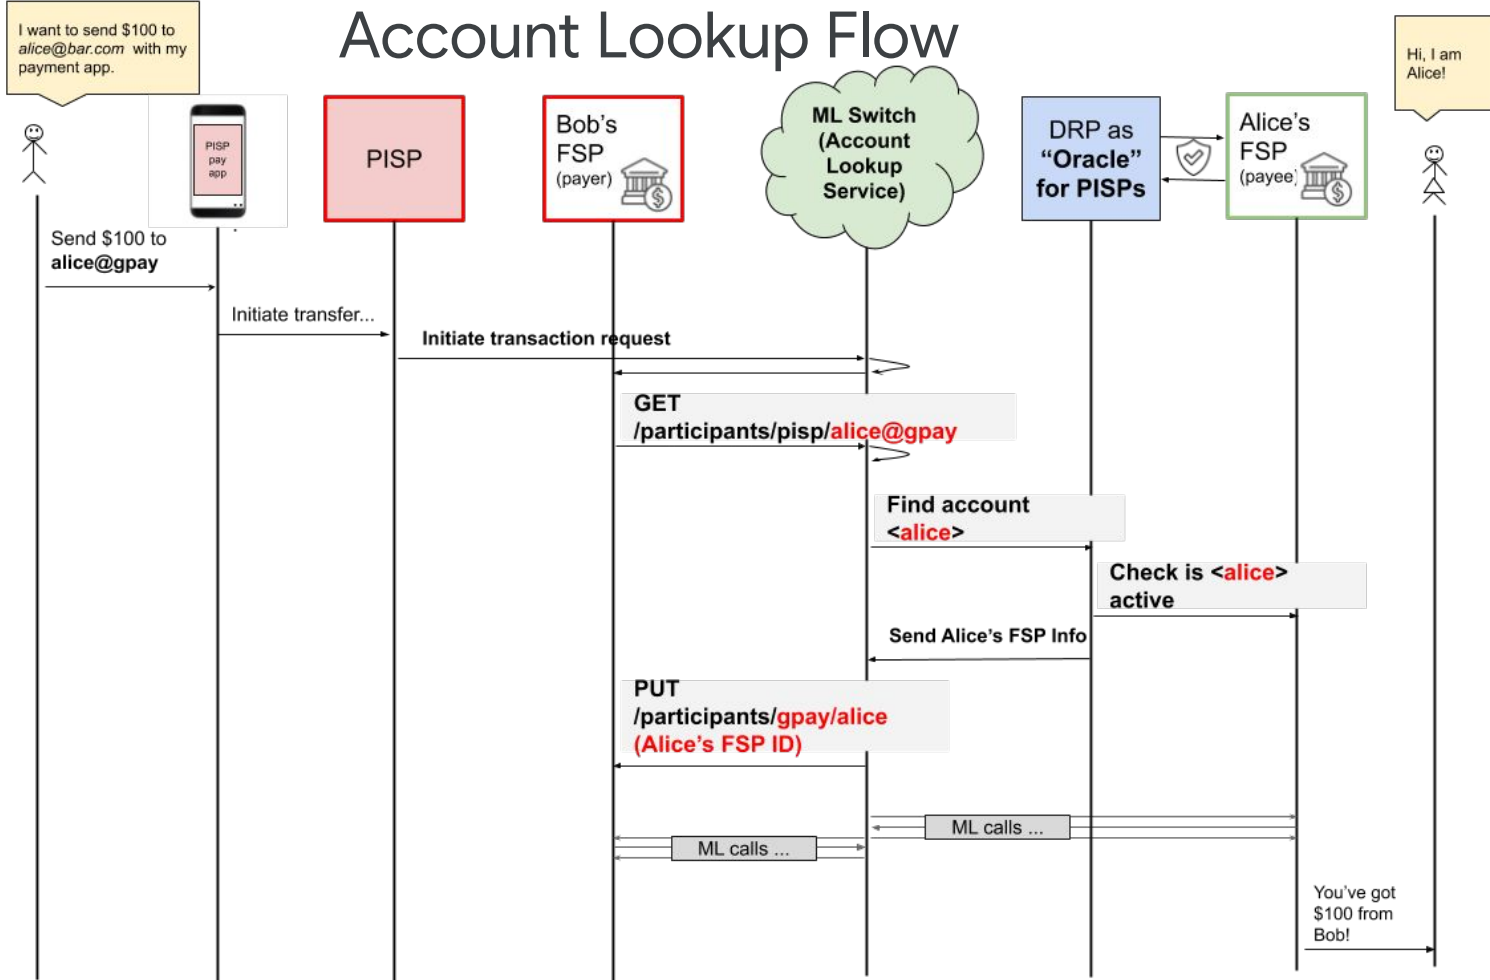 Account Lookup Flow
I want to send $100 to
alice@bar.com with my
payment app.
Hi, I am
Alice!
PISP
pay
app
PISP
Bob's
FSP
(payer)
ML Switch
(Account
Lookup
Service)
DRP as
“Oracle”
for PISPs
Alice's
FSP
(payee)
Send $100 to
alice@gpay
Initiate transfer...
Initiate transaction request
GET
/participants/pisp/alice@gpay
Find account
<alice>
Check is <alice>
active
Send Alice's FSP Info
PUT
/participants/gpay/alice
(Alice's FSP ID)
ML calls ...
ML calls ...
You've got
$100 from
Bob!